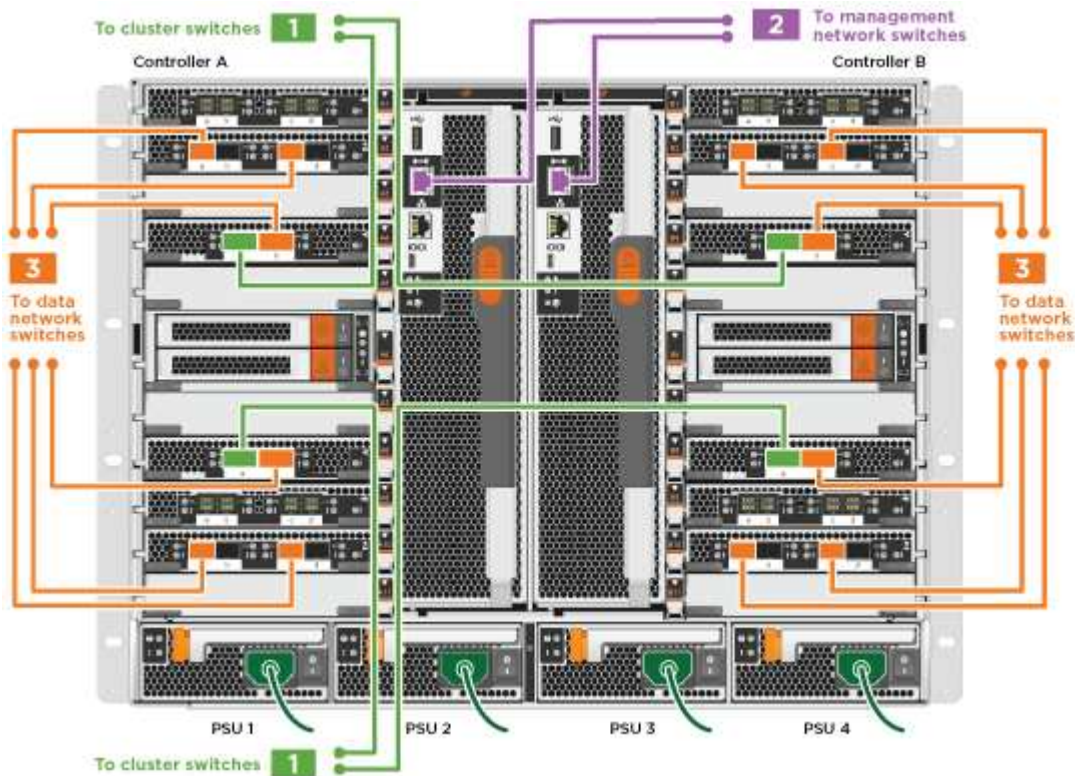 To cluster switches 1
2 To management
network switches
Controller A
Controller B
3
To data
network
switches
3
To data
network
switches
PSU 1
PSU 2
PSU 3
PSU 4
To cluster switches 1